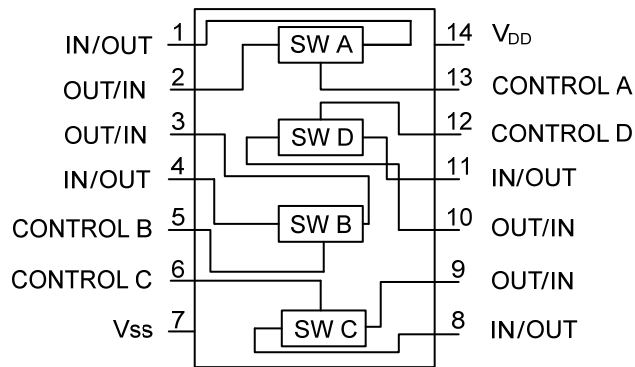 IN/OUT 1
OUT/IN 2
OUT/IN 3
IN/OUT 4
CONTROL B 5
CONTROL C 6
Vss 7
SW A
SW D
SW B
SW C
14 VDD
13 CONTROL A
12 CONTROL D
11 IN/OUT
10 OUT/IN
9 OUT/IN
8 IN/OUT